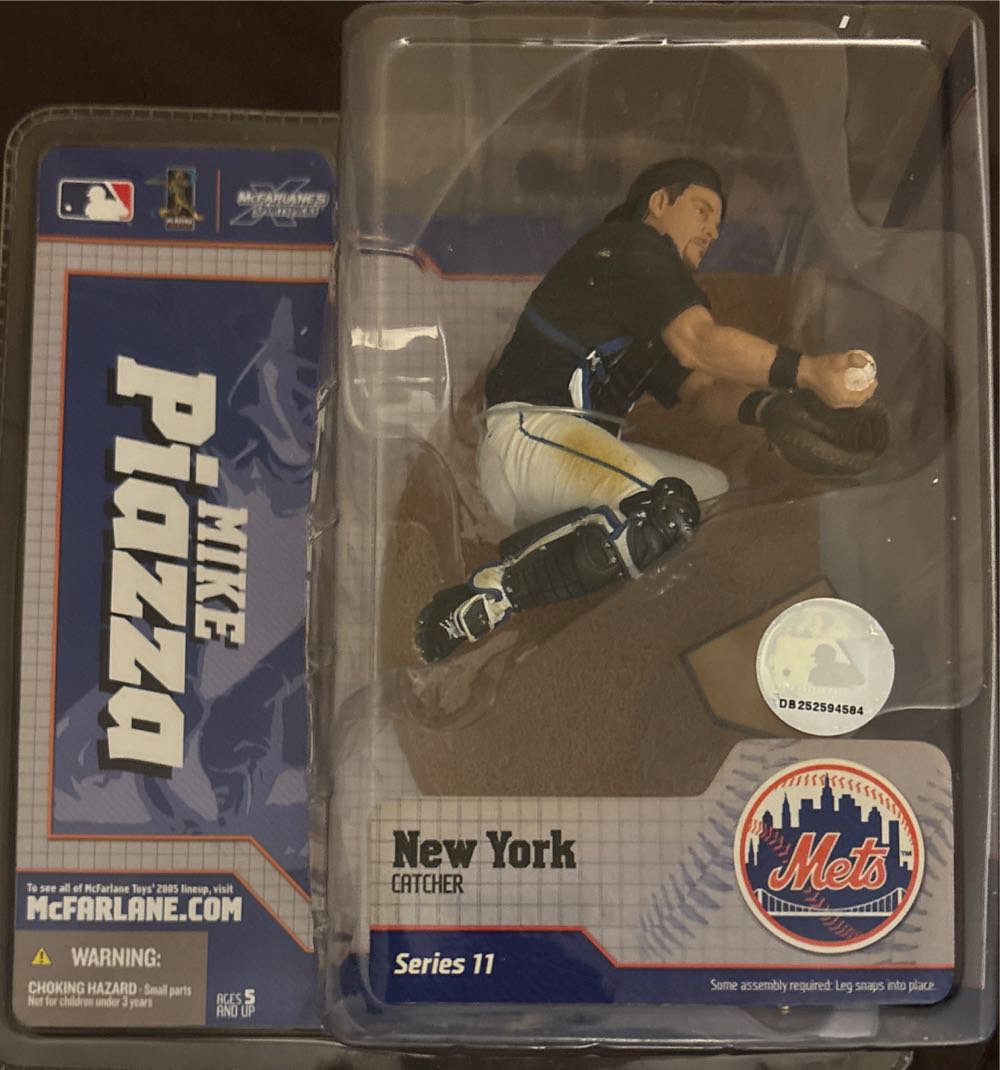 McFARLANE'S
SPORTSPICKS
MIKE
Piazza
To see all of McFarlane Toys' 2005 lineup, visit
McFARLANE.COM
WARNING:
CHOKING HAZARD - Small parts
Not for children under 3 years
AGES 5
AND UP
DB252594584
New York
CATCHER
Mets™
Series 11
Some assembly required: Leg snaps into place.